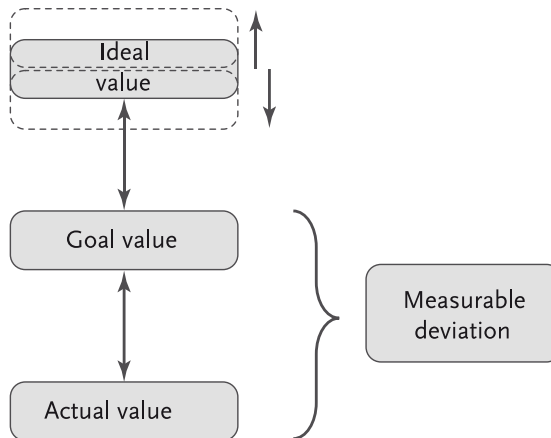 Ideal
value
Goal value
Measurable
deviation
Actual value